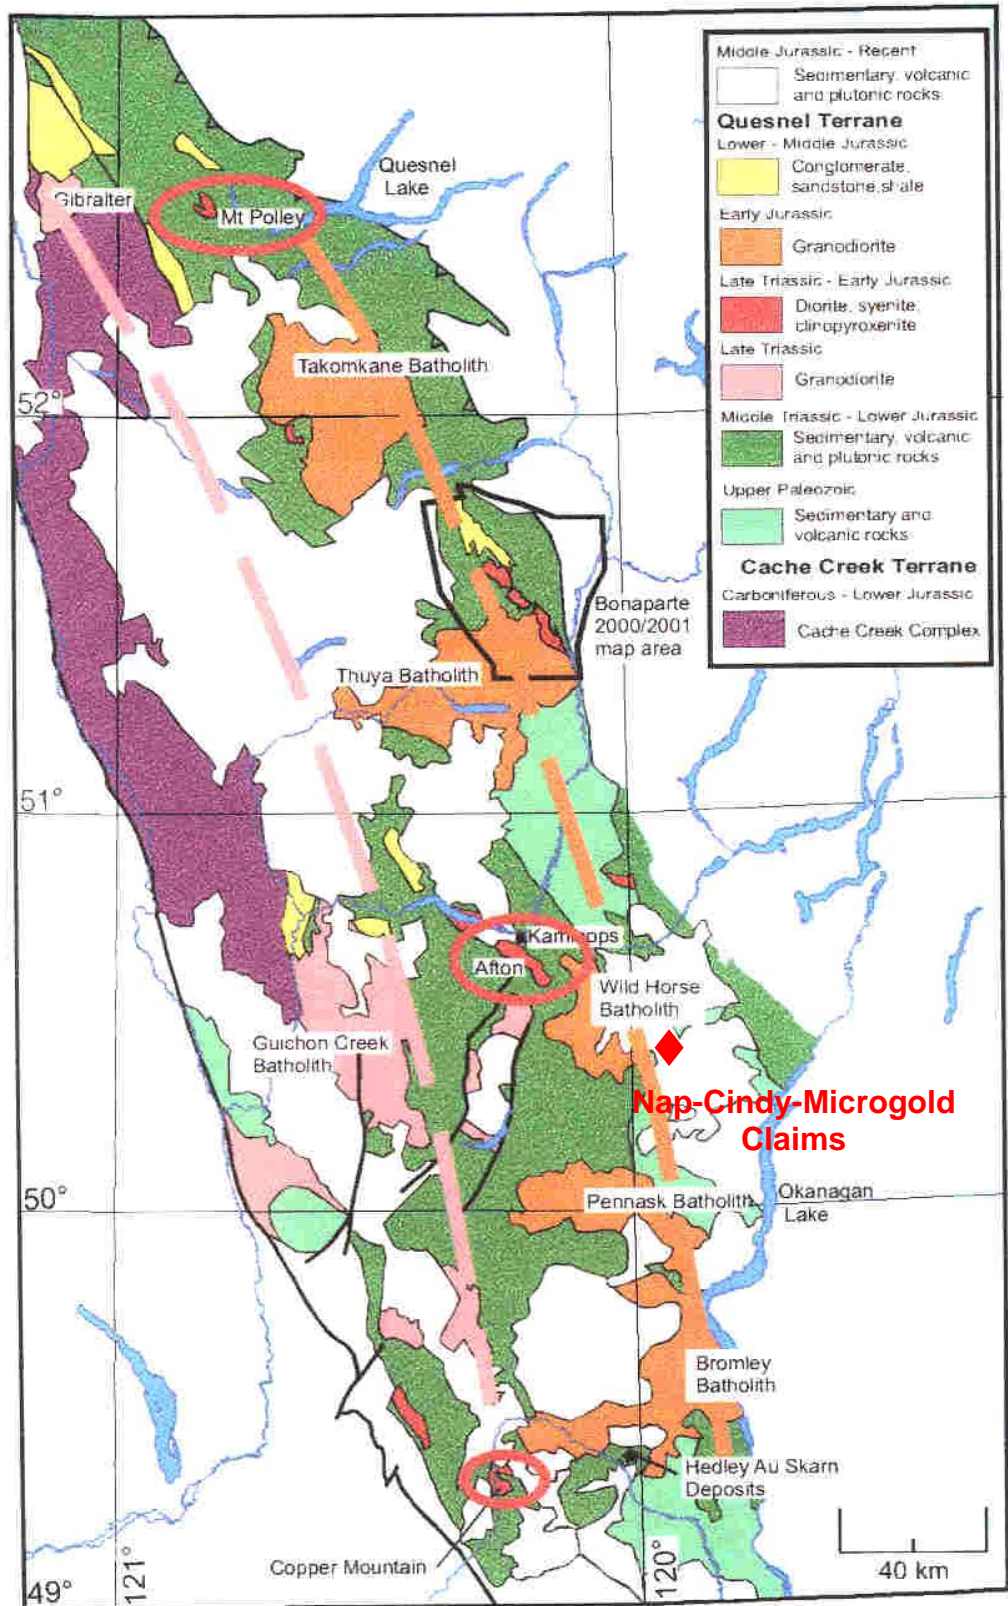 Middle Jurassic - Recent
Sedimentary, volcanic
and plutonic rocks
Quesnel Terrane
Lower - Middle Jurassic
Conglomerate,
sandstone, shale
Early Jurassic
Granodiorite
Late Triassic - Early Jurassic
Diorite, syenite,
clinopyroxenite
Late Triassic
Granodiorite
Middle Triassic - Lower Jurassic
Sedimentary, volcanic
and plutonic rocks
Upper Paleozoic
Sedimentary and
volcanic rocks
Cache Creek Terrane
Carboniferous - Lower Jurassic
Cache Creek Complex
Quesnel
Lake
Gibralter
Mt Polley
Takomkane Batholith
52°
Bonaparte
2000/2001
map area
Thuya Batholith
51°
Kamloops
Afton
Wild Horse
Batholith
Guichon Creek
Batholith
Nap-Cindy-Microgold
Claims
50°
Pennask Batholith
Okanagan
Lake
Bromley
Batholith
Hedley Au Skarn
Deposits
Copper Mountain
40 km
49°
121°
120°